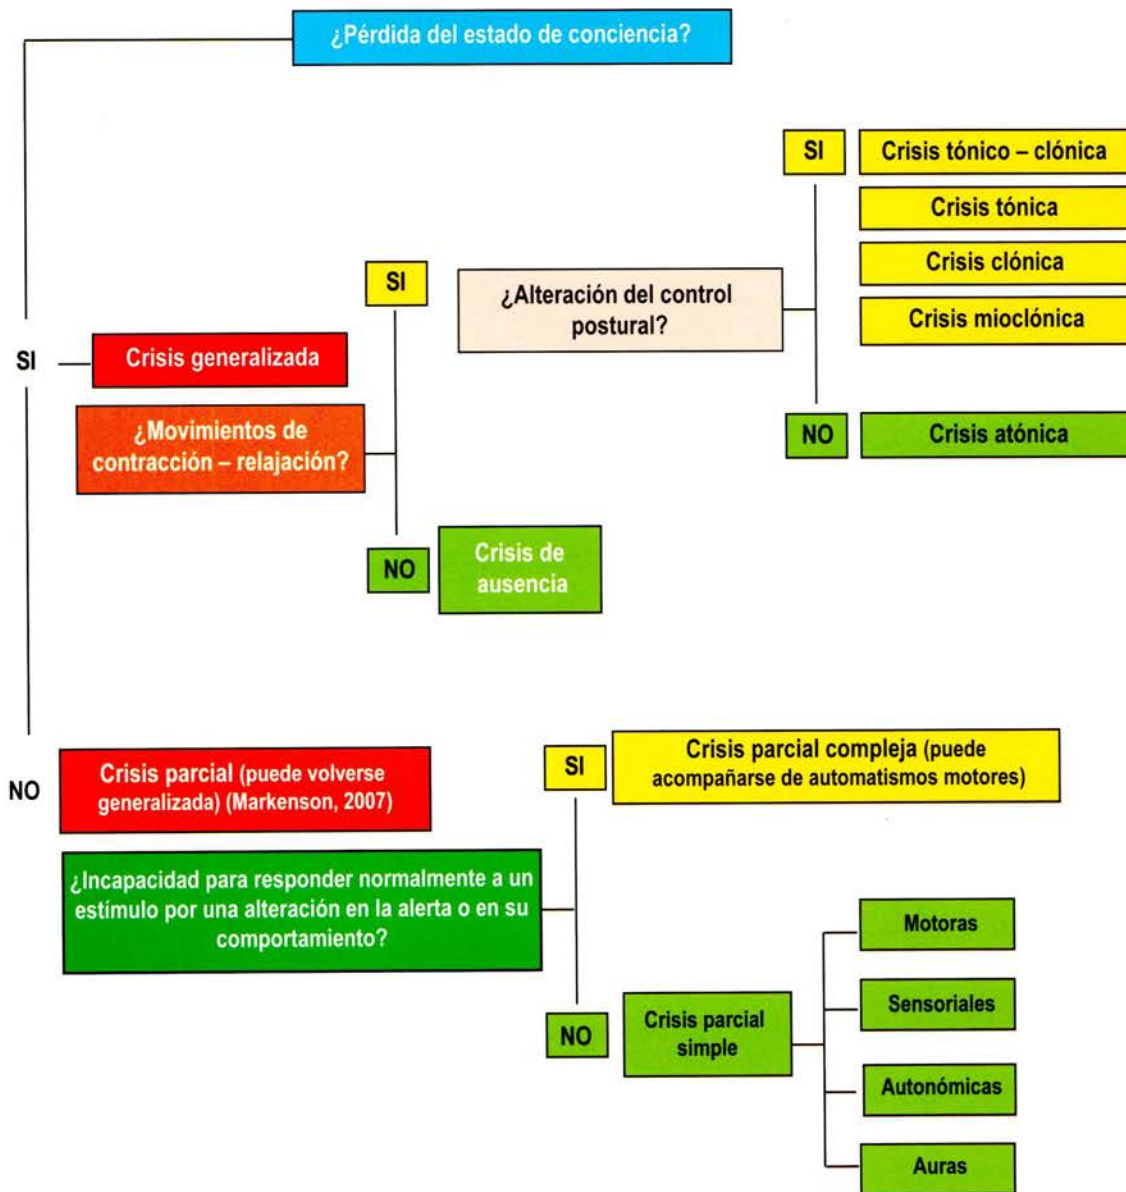 ¿Pérdida del estado de conciencia?
SI
Crisis tónico – clónica
Crisis tónica
Crisis clónica
Crisis mioclónica
SI
¿Alteración del control
postural?
SI
Crisis generalizada
¿Movimientos de
contracción – relajación?
NO
Crisis atónica
NO
Crisis de
ausencia
NO
Crisis parcial (puede volverse
generalizada) (Markenson, 2007)
SI
Crisis parcial compleja (puede
acompañarse de automatismos motores)
¿Incapacidad para responder normalmente a un
estímulo por una alteración en la alerta o en su
comportamiento?
NO
Crisis parcial
simple
Motoras
Sensoriales
Autonómicas
Auras